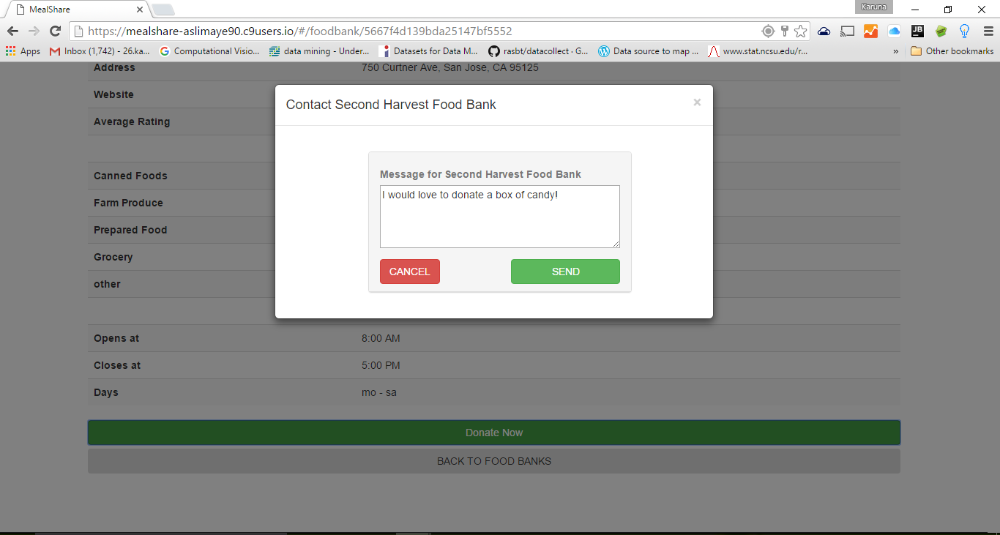 MealShare
Karuna
https://mealshare-aslimaye90.c9users.io/#/foodbank/5667f4d139bda25147bf5552
Apps Inbox (1,742) - 26.ka... Computational Visio... data mining - Under... Datasets for Data M... rasbt/datacollect · G... Data source to map ... www.stat.ncsu.edu/r... » Other bookmarks
JB
Address 750 Curtner Ave, San Jose, CA 95125
Website
Average Rating
Canned Foods
Farm Produce
Prepared Food
Grocery
other
Contact Second Harvest Food Bank ×
Message for Second Harvest Food Bank
I would love to donate a box of candy!
CANCEL SEND
Opens at 8:00 AM
Closes at 5:00 PM
Days mo - sa
Donate Now
BACK TO FOOD BANKS